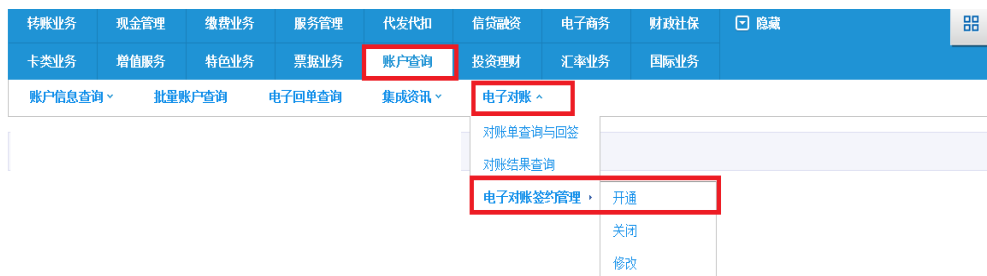 转账业务 现金管理 缴费业务 服务管理 代发代扣 信贷融资 电子商务 财政社保 隐藏
卡类业务 增值服务 特色业务 票据业务 账户查询 投资理财 汇率业务 国际业务
账户信息查询 批量账户查询 电子回单查询 集成资讯 电子对账
对账单查询与回签
对账结果查询
电子对账签约管理 开通
关闭
修改